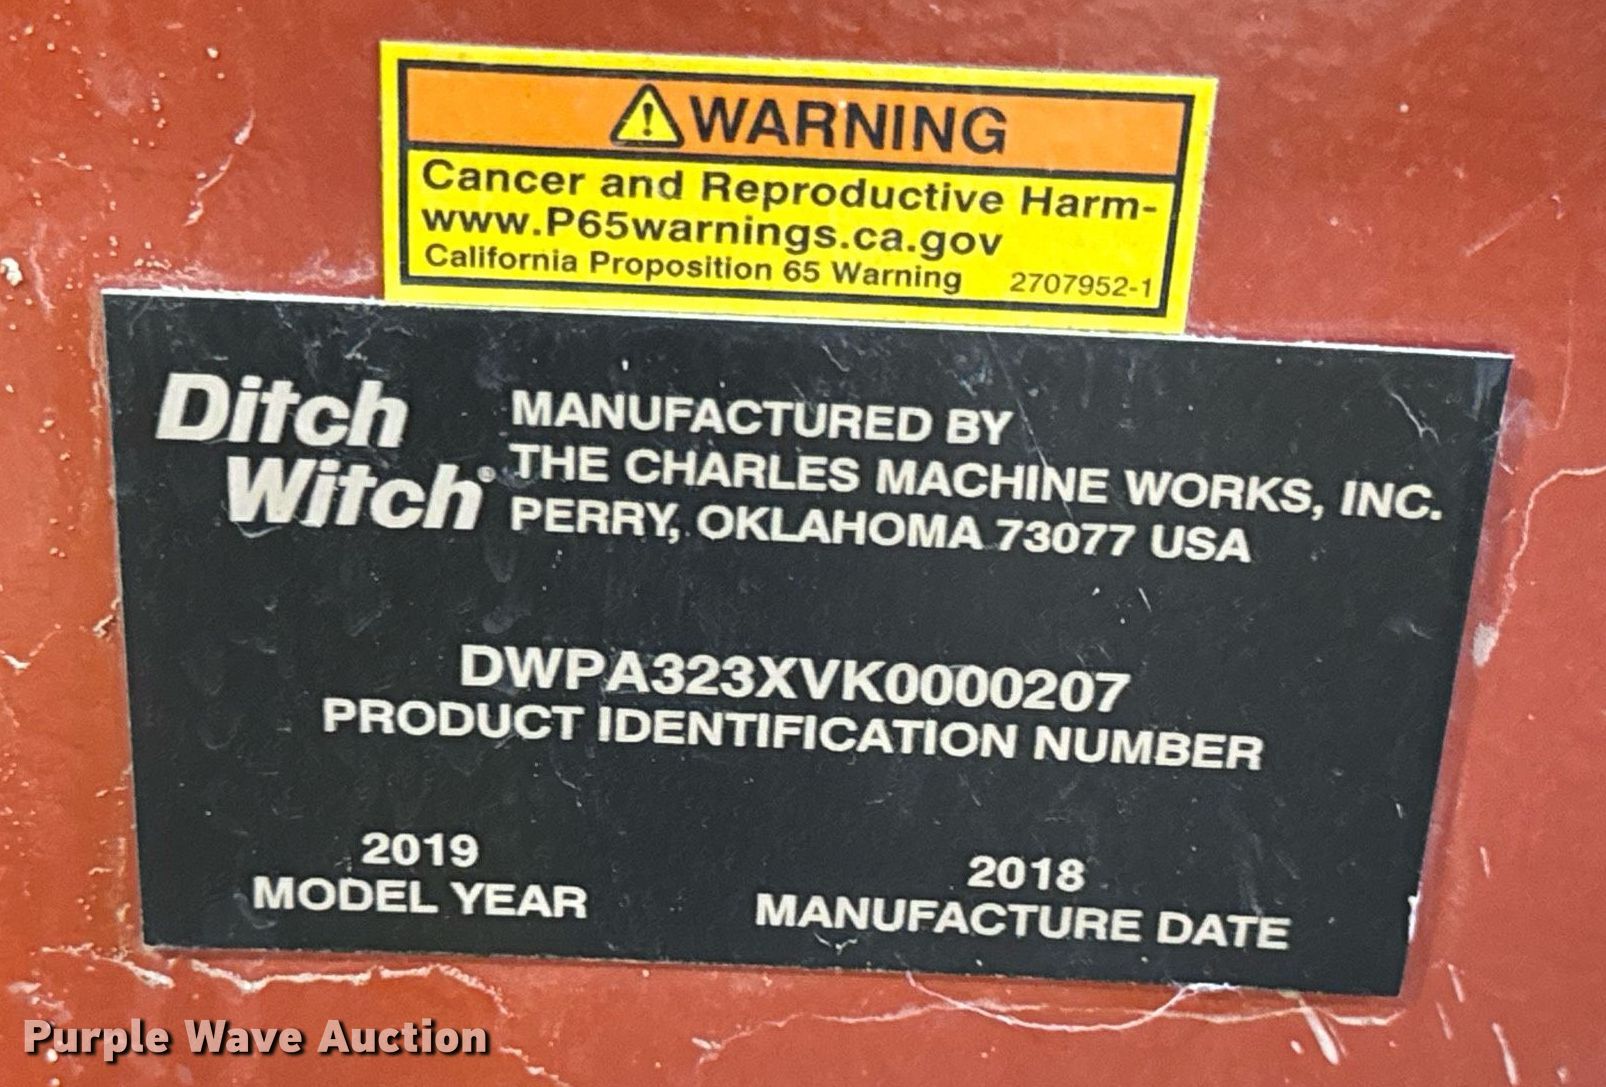 WARNING
Cancer and Reproductive Harm-
www.P65warnings.ca.gov
California Proposition 65 Warning 2707952-1
Ditch
Witch®
MANUFACTURED BY
THE CHARLES MACHINE WORKS, INC.
PERRY, OKLAHOMA 73077 USA
DWPA323XVK0000207
PRODUCT IDENTIFICATION NUMBER
2019
MODEL YEAR
2018
MANUFACTURE DATE
Purple Wave Auction